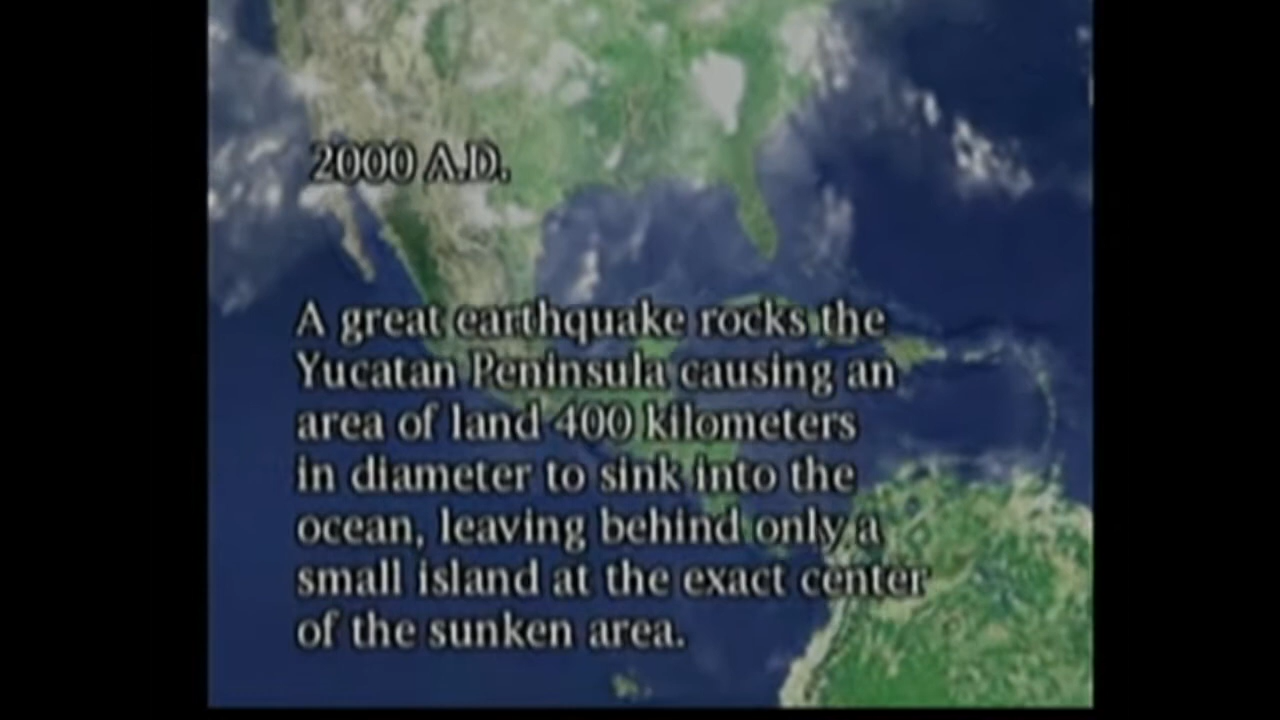 2000 A.D.
A great earthquake rocks the
Yucatan Peninsula causing an
area of land 400 kilometers
in diameter to sink into the
ocean, leaving behind only a
small island at the exact center
of the sunken area.